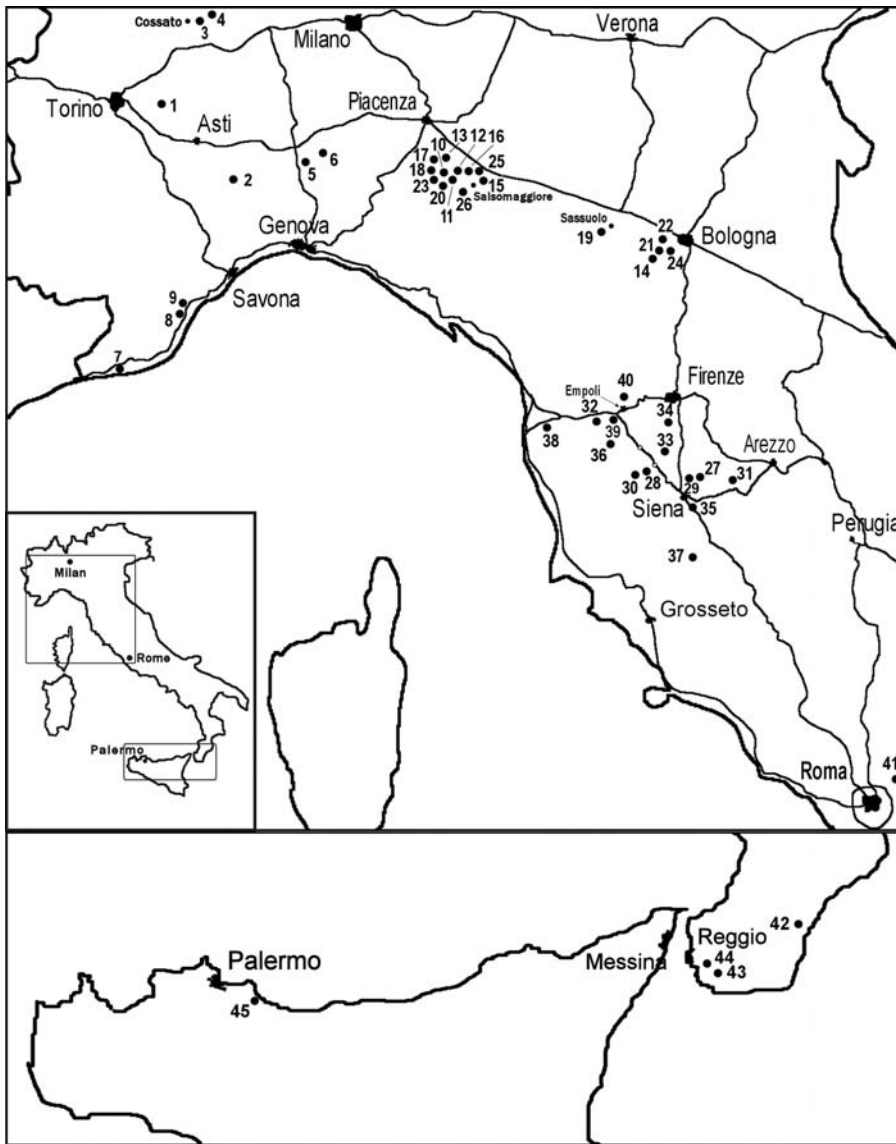 4
Cossato
3
Milano
Verona
Torino
1
Asti
Piacenza
2
5
6
10
13
12
16
17
18
25
23
20
11
26
15
Salsomaggiore
Sassuolo
19
22
21
24
14
Bologna
Genova
Savona
9
8
7
40
Empoli
Firenze
32
39
34
38
36
33
Arezzo
30
28
29
27
31
Siena
35
Perugia
37
Grosseto
Milan
Rome
Palermo
Roma
41
Palermo
45
Messina
Reggio
42
44
43